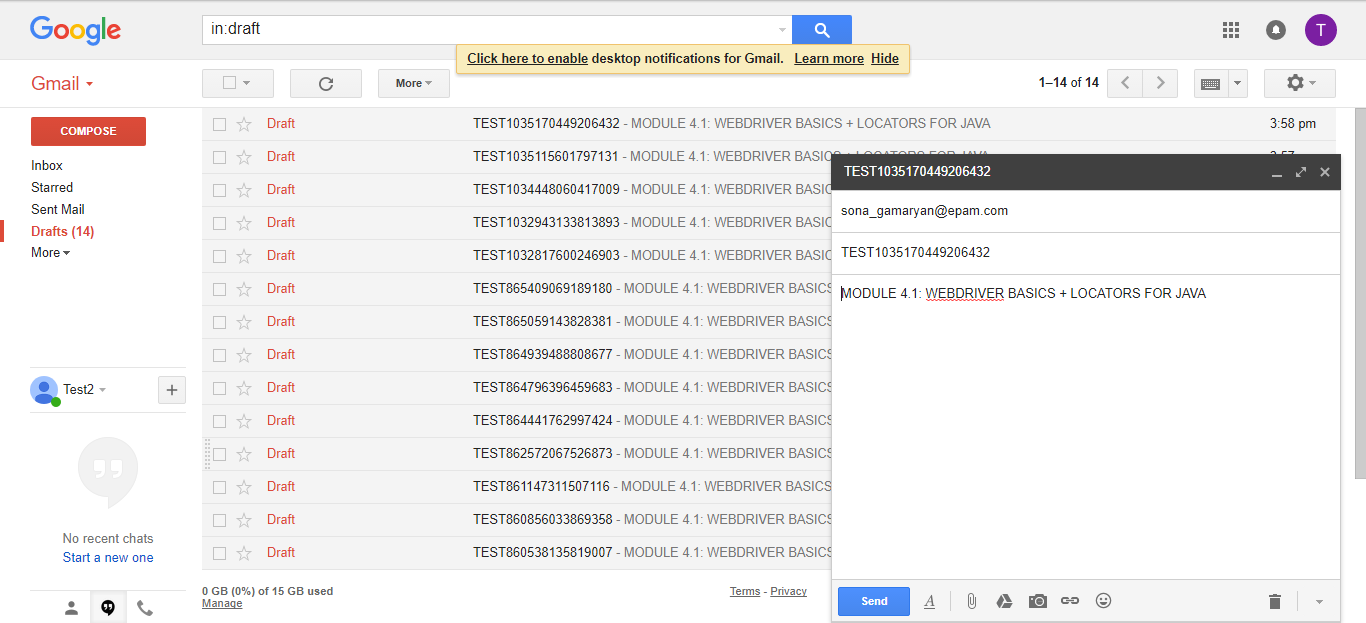 Google
in:draft
T
Click here to enable desktop notifications for Gmail. Learn more Hide
Gmail
More
1–14 of 14
COMPOSE
Inbox
Starred
Sent Mail
Drafts (14)
More
Draft TEST1035170449206432 - MODULE 4.1: WEBDRIVER BASICS + LOCATORS FOR JAVA 3:58 pm
Draft TEST1035115601797131 - MODULE 4.1: WEBDRIVER BASICS + LOCATORS FOR JAVA
Draft TEST1034448060417009 - MODULE 4.1: WEBDRIVER BASIC
Draft TEST1032943133813893 - MODULE 4.1: WEBDRIVER BASIC
Draft TEST1032817600246903 - MODULE 4.1: WEBDRIVER BASIC
Draft TEST865409069189180 - MODULE 4.1: WEBDRIVER BASICS
Draft TEST865059143828381 - MODULE 4.1: WEBDRIVER BASICS
Draft TEST864939488808677 - MODULE 4.1: WEBDRIVER BASICS
Draft TEST864796396459683 - MODULE 4.1: WEBDRIVER BASICS
Draft TEST864441762997424 - MODULE 4.1: WEBDRIVER BASICS
Draft TEST862572067526873 - MODULE 4.1: WEBDRIVER BASICS
Draft TEST861147311507116 - MODULE 4.1: WEBDRIVER BASICS
Draft TEST860856033869358 - MODULE 4.1: WEBDRIVER BASICS
Draft TEST860538135819007 - MODULE 4.1: WEBDRIVER BASICS
Test2
No recent chats
Start a new one
0 GB (0%) of 15 GB used
Manage
Terms - Privacy
TEST1035170449206432
sona_gamaryan@epam.com
TEST1035170449206432
MODULE 4.1: WEBDRIVER BASICS + LOCATORS FOR JAVA
Send
A